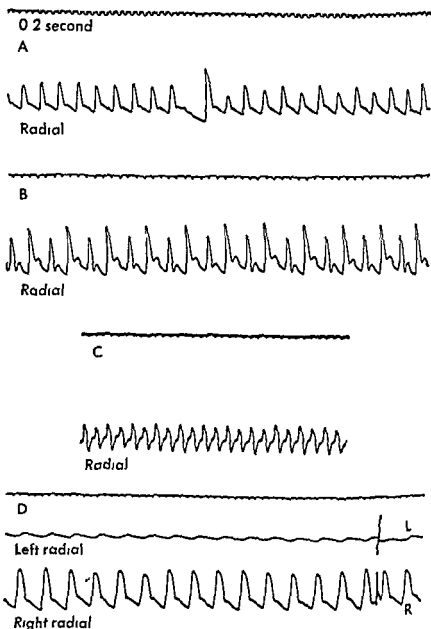 0 2 second
A
Radial
B
Radial
C
Radial
D
L
Left radial
R
Right radial